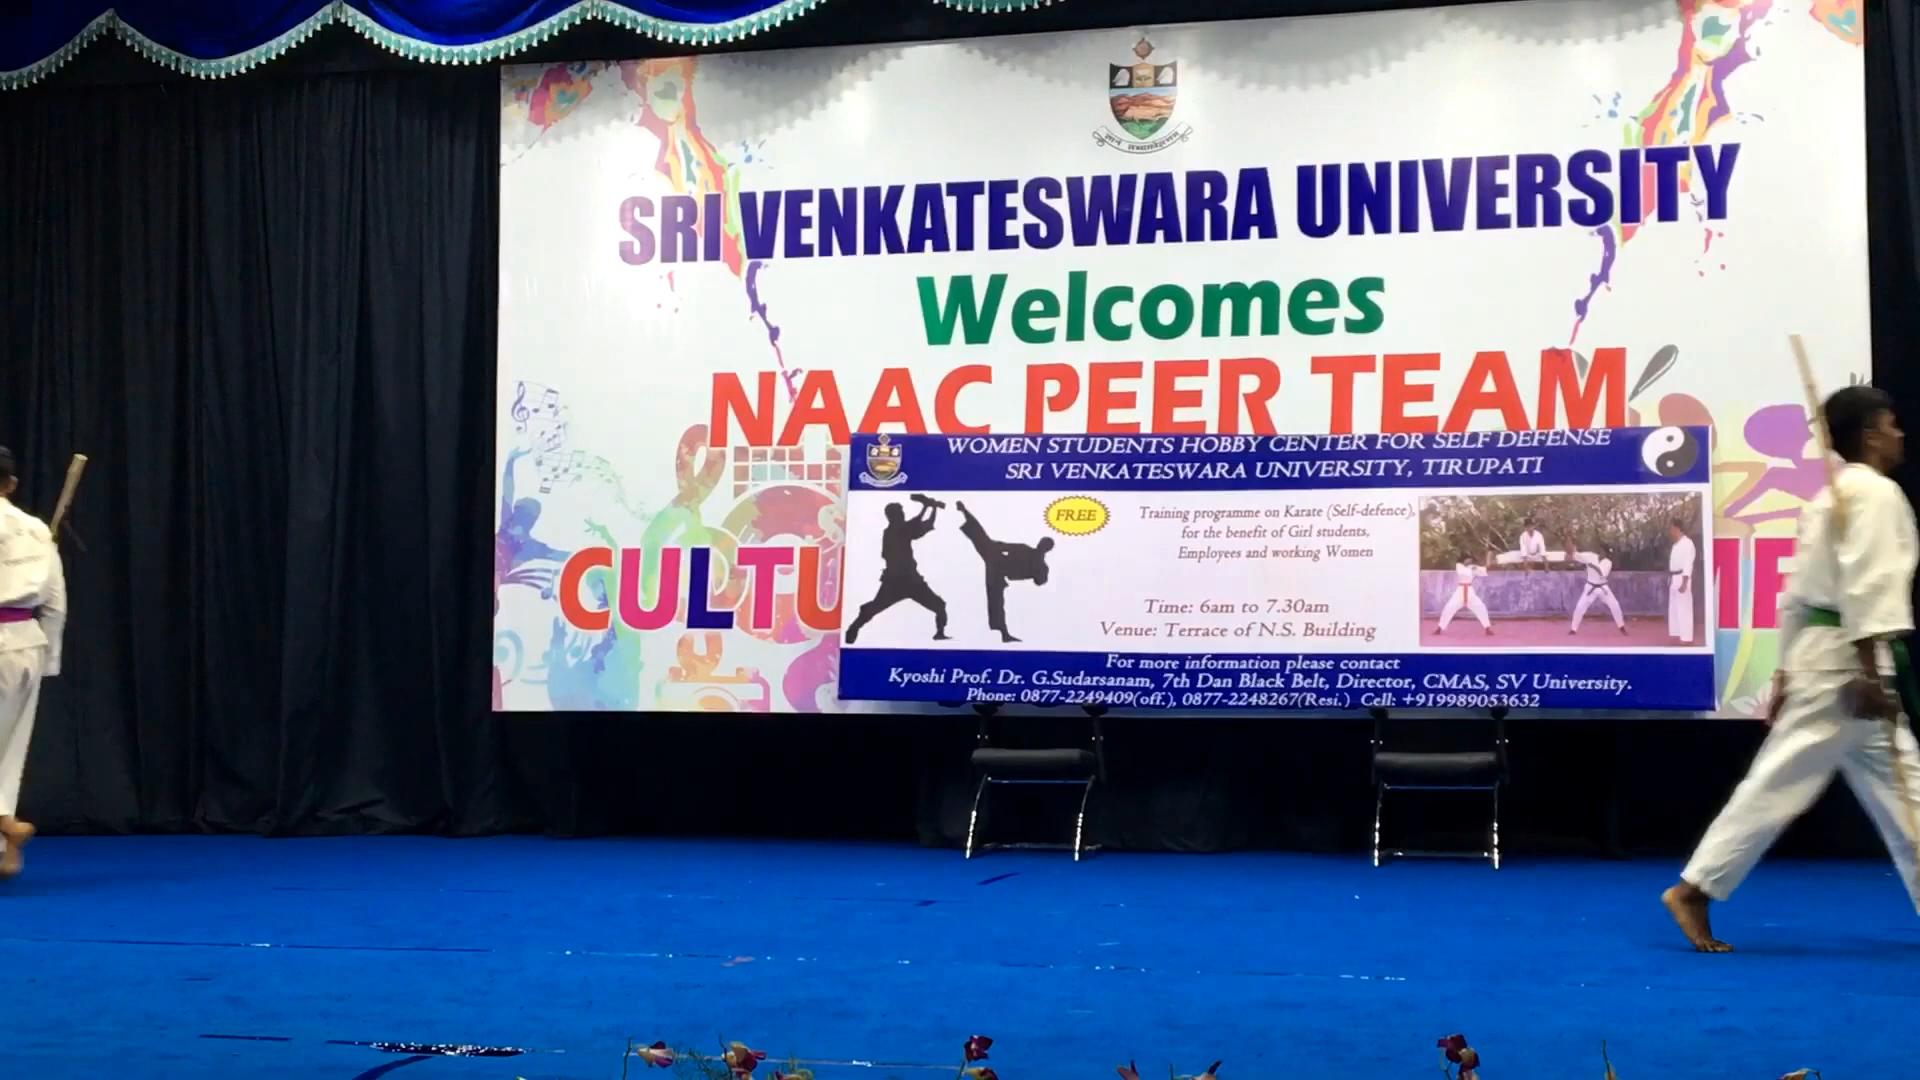 SRI VENKATESWARA UNIVERSITY
Welcomes
NAAC PEER TEAM
CULTU
WOMEN STUDENTS HOBBY CENTER FOR SELF DEFENSE
SRI VENKATESWARA UNIVERSITY, TIRUPATI
FREE
Training programme on Karate (Self-defence),
for the benefit of Girl students,
Employees and working Women
Time: 6am to 7.30am
Venue: Terrace of N.S. Building
For more information please contact
Kyoshi Prof. Dr. G.Sudarsanam, 7th Dan Black Belt, Director, CMAS, SV University.
Phone: 0877-2249409(off.), 0877-2248267(Resi.) Cell: +919989053632